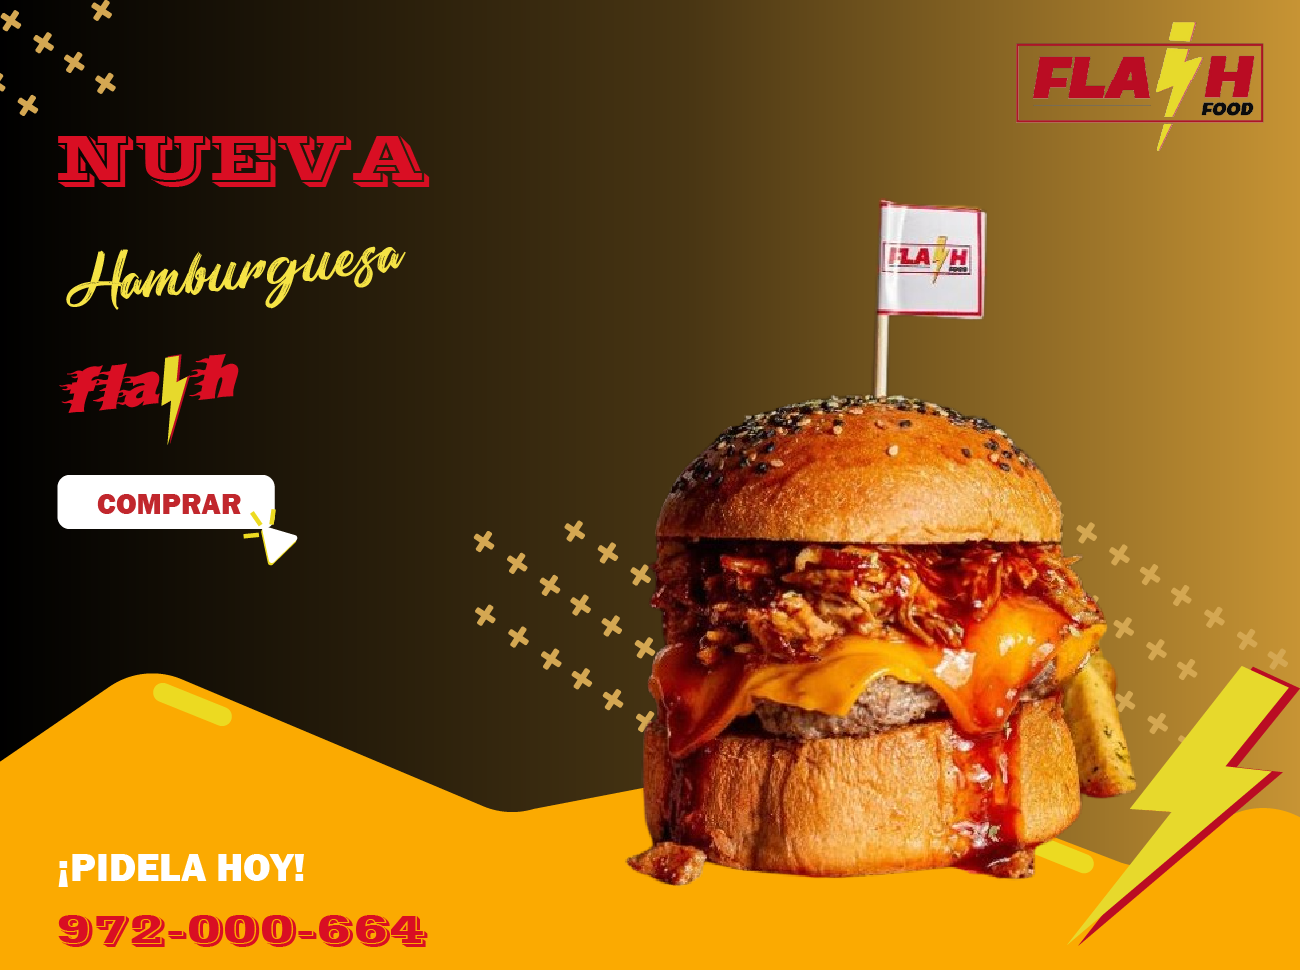 FLASH
FOOD
NUEVA
Hamburguesa
flash
COMPRAR
FLASH
FOOD
¡PIDELA HOY!
972-000-664